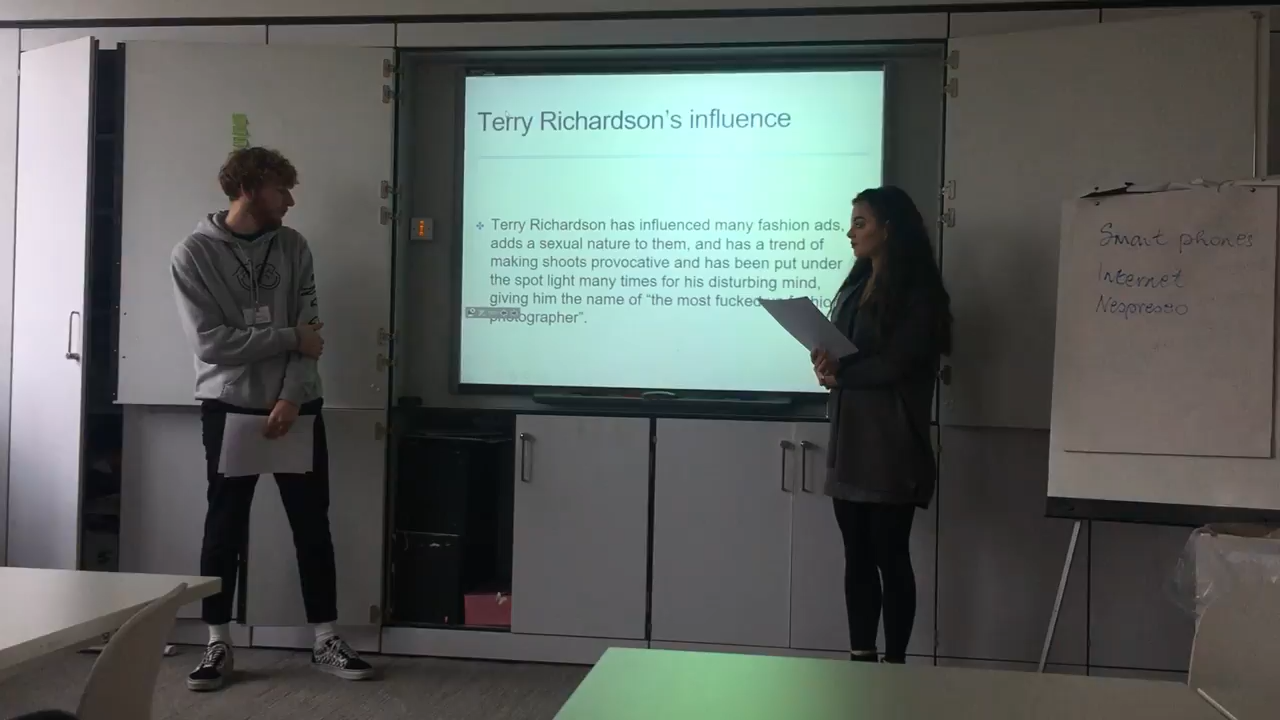 Terry Richardson's influence
Terry Richardson has influenced many fashion ads,
adds a sexual nature to them, and has a trend of
making shoots provocative and has been put under
the spot light many times for his disturbing mind,
giving him the name of “the most fucked
photographer”.
Smart phones
Internet
Nespresso